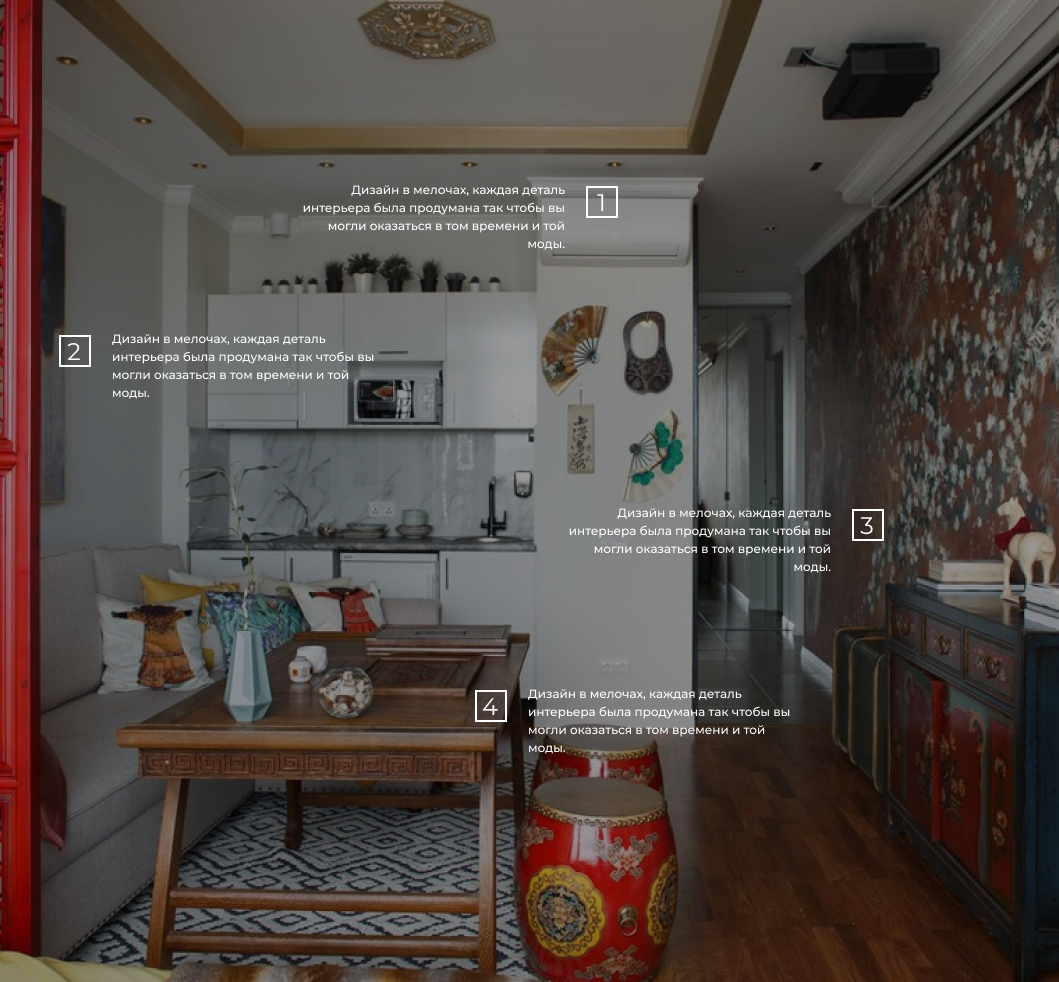 Дизайн в мелочах, каждая деталь
интерьера была продумана так чтобы вы
могли оказаться в том времени и той
моды.
1
2
Дизайн в мелочах, каждая деталь
интерьера была продумана так чтобы вы
могли оказаться в том времени и той
моды.
Дизайн в мелочах, каждая деталь
интерьера была продумана так чтобы вы
могли оказаться в том времени и той
моды.
3
4
Дизайн в мелочах, каждая деталь
интерьера была продумана так чтобы вы
могли оказаться в том времени и той
моды.